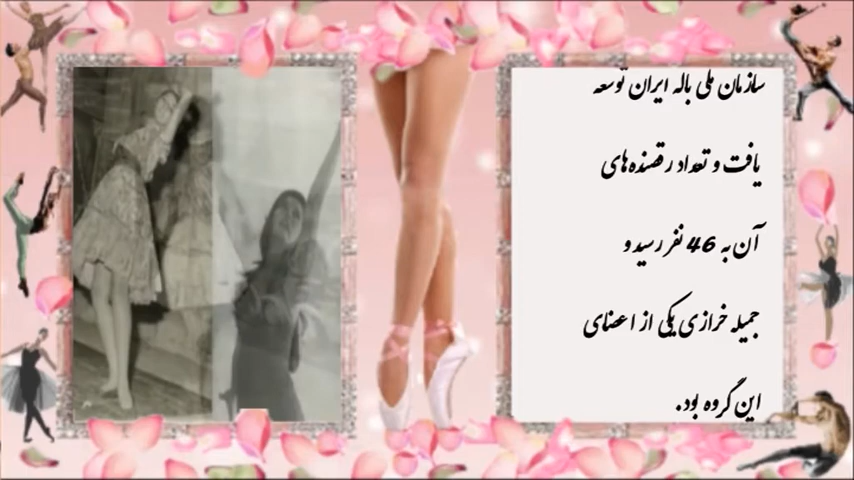 سازمان ملی باله ایران توسعه
یافت و تعداد رقصنده‌های
آن به 46 نفر رسید و
جمیله خرازی یکی از اعضای
این گروه بود.